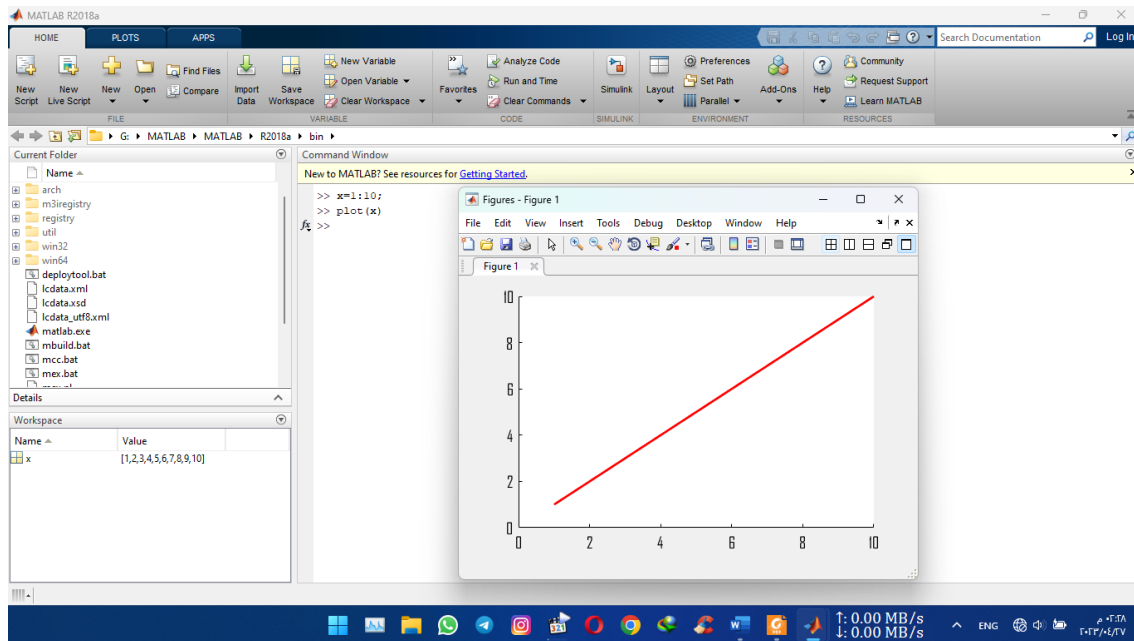 MATLAB R2018a
HOME PLOTS APPS
Search Documentation Log In
New Script
New Live Script
New
Open
Find Files
Compare
Import Data
Save Workspace
New Variable
Open Variable
Clear Workspace
Favorites
Analyze Code
Run and Time
Clear Commands
Simulink
Layout
Preferences
Set Path
Parallel
Add-Ons
Help
Community
Request Support
Learn MATLAB
FILE VARIABLE CODE SIMULINK ENVIRONMENT RESOURCES
G: MATLAB MATLAB R2018a bin
Current Folder
Name
arch
m3iregistry
registry
util
win32
win64
deploytool.bat
lcdata.xml
lcdata.xsd
lcdata_utf8.xml
matlab.exe
mbuild.bat
mcc.bat
mex.bat
Details
Workspace
Name Value
x [1,2,3,4,5,6,7,8,9,10]
Command Window
New to MATLAB? See resources for Getting Started.
>> x=1:10;
>> plot(x)
fx >>
Figures - Figure 1
File Edit View Insert Tools Debug Desktop Window Help
Figure 1
10
8
6
4
2
0
0 2 4 6 8 10
321
↑: 0.00 MB/s
↓: 0.00 MB/s
ENG